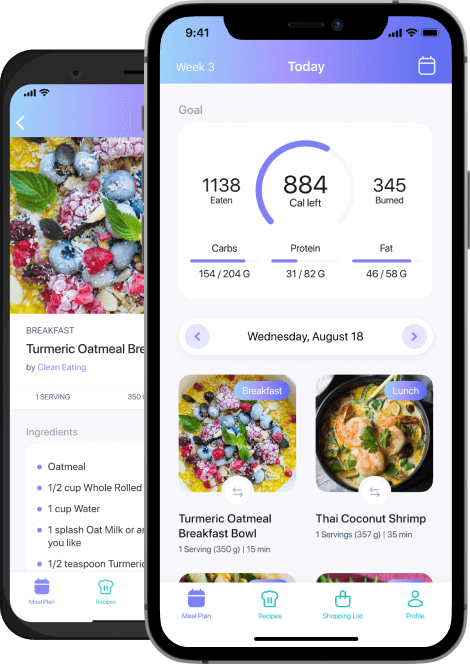 9:41
Week 3
Today
Goal
1138
Eaten
884
Cal left
345
Burned
Carbs
Protein
Fat
154 / 204 G
31 / 82 G
46 / 58 G
Wednesday, August 18
Breakfast
Lunch
Turmeric Oatmeal
Breakfast Bowl
1 Serving (350 g) | 15 min
Thai Coconut Shrimp
1 Servings (357 g) | 35 min
Meal Plan
Recipes
Shopping List
Profile
BREAKFAST
Turmeric Oatmeal Bre
by Clean Eating
1 SERVING
350
Ingredients
Oatmeal
1/2 cup Whole Rolled
1 cup Water
1 splash Oat Milk or
you like
1/2 teaspoon Turmeric
Meal Plan
Recipes